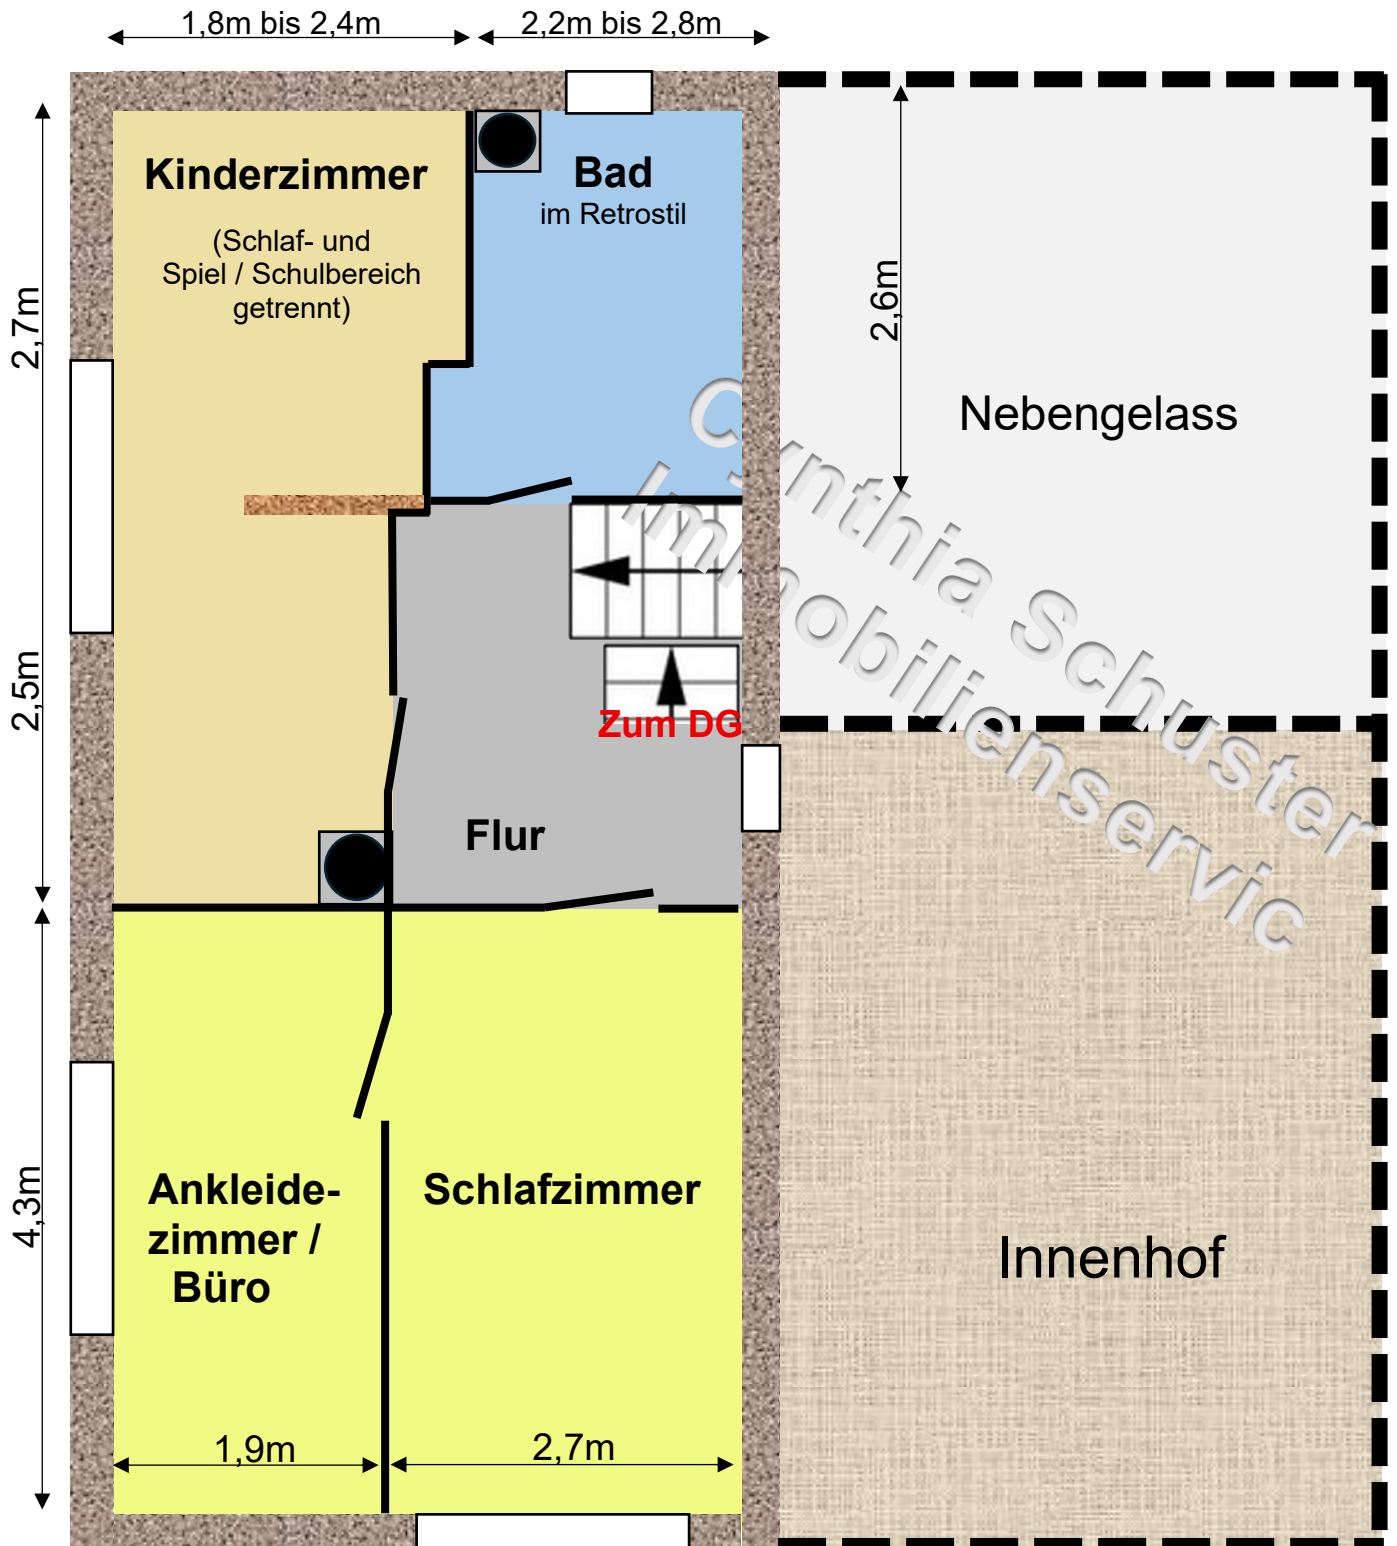 1,8m bis 2,4m
2,2m bis 2,8m
Kinderzimmer
(Schlaf- und
Spiel / Schulbereich
getrennt)
Bad
im Retrostil
2,7m
2,6m
Nebengelass
Cynthia Schuster
Immobilienservic
2,5m
Zum DG
Flur
4,3m
Ankleide-
zimmer /
Büro
Schlafzimmer
Innenhof
1,9m
2,7m